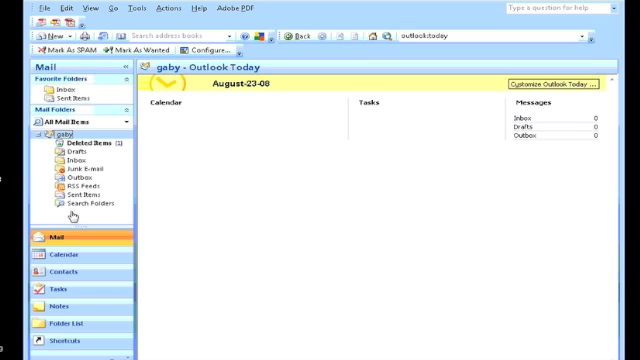 File Edit View Go Tools Actions Help Adobe PDF
Type a question for help
New Search address books
Back outlook:today
Mark As SPAM Mark As Wanted Configure...
Mail
gaby - Outlook Today
Favorite Folders
Inbox
Sent Items
Mail Folders
All Mail Items
gaby
Deleted Items (1)
Drafts
Inbox
Junk E-mail
Outbox
RSS Feeds
Sent Items
Search Folders
Mail
Calendar
Contacts
Tasks
Notes
Folder List
Shortcuts
August-23-08
Customize Outlook Today ...
Calendar
Tasks
Messages
Inbox 0
Drafts 0
Outbox 0